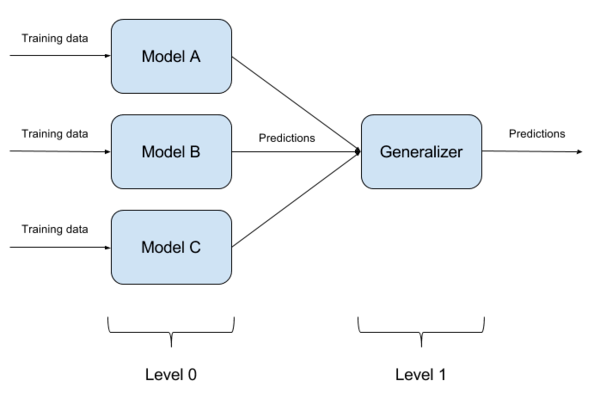 Training data
Model A
Training data
Model B
Predictions
Generalizer
Predictions
Training data
Model C
Level 0
Level 1